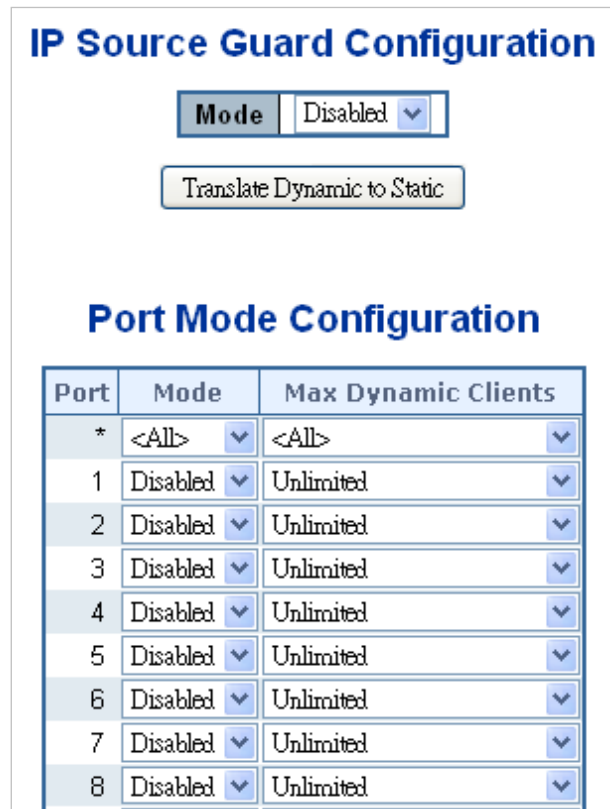 IP Source Guard Configuration
Mode Disabled
Translate Dynamic to Static
Port Mode Configuration
Port Mode Max Dynamic Clients
* <All> <All>
1 Disabled Unlimited
2 Disabled Unlimited
3 Disabled Unlimited
4 Disabled Unlimited
5 Disabled Unlimited
6 Disabled Unlimited
7 Disabled Unlimited
8 Disabled Unlimited